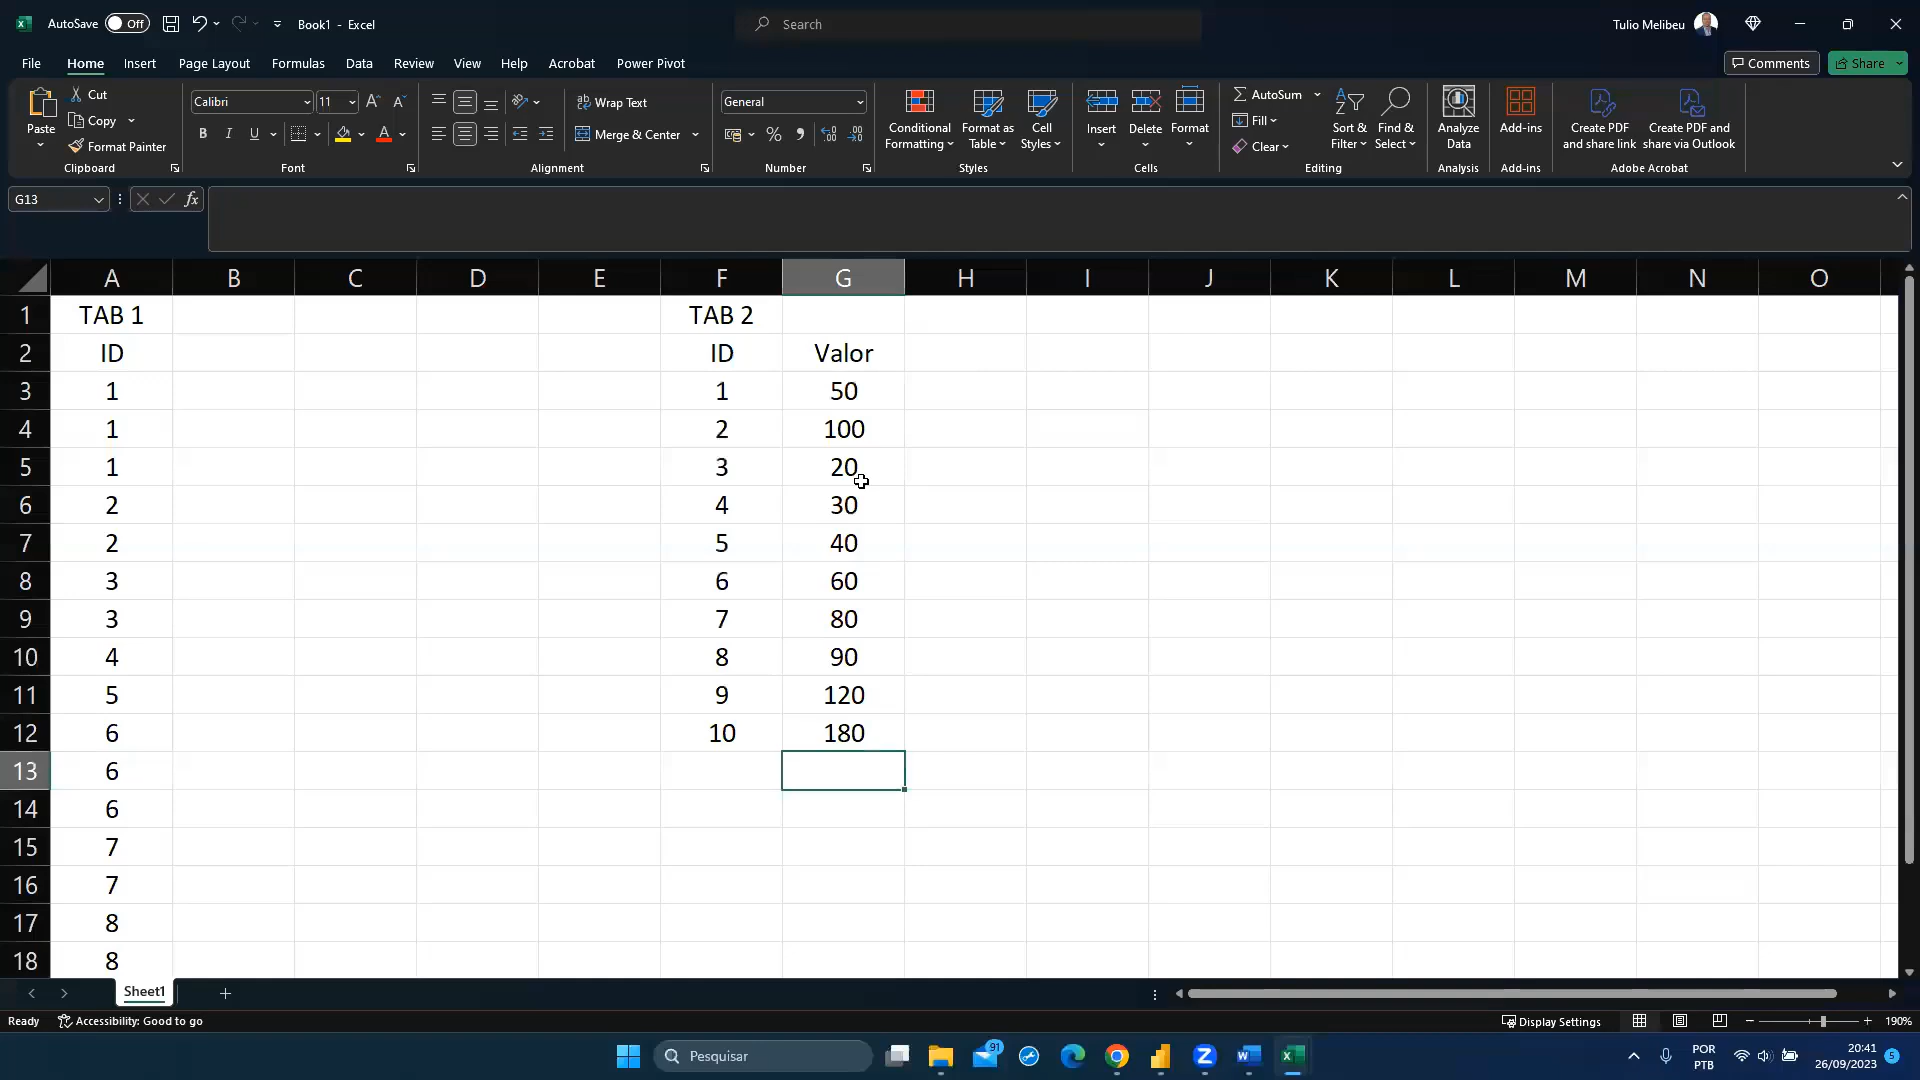 AutoSave Off Book1 - Excel Search Tulio Melibeu
File Home Insert Page Layout Formulas Data Review View Help Acrobat Power Pivot Comments Share
Paste Cut Copy Format Painter Clipboard
Calibri 11 B I U A Font
Wrap Text Merge & Center Alignment
General % Number
Conditional Formatting Format as Table Cell Styles Styles
Insert Delete Format Cells
AutoSum Fill Clear Sort & Filter Find & Select Editing
Analyze Data Analysis
Add-ins Add-ins
Create PDF and share link Create PDF and share via Outlook Adobe Acrobat
G13 fx
A B C D E F G H I J K L M N O
1 TAB 1 TAB 2
2 ID ID Valor
3 1 1 50
4 1 2 100
5 1 3 20
6 2 4 30
7 2 5 40
8 3 6 60
9 3 7 80
10 4 8 90
11 5 9 120
12 6 10 180
13 6
14 6
15 7
16 7
17 8
18 8
Sheet1
Ready Accessibility: Good to go Display Settings 190%
Pesquisar 91 POR 20:41
PTB 26/09/2023 5